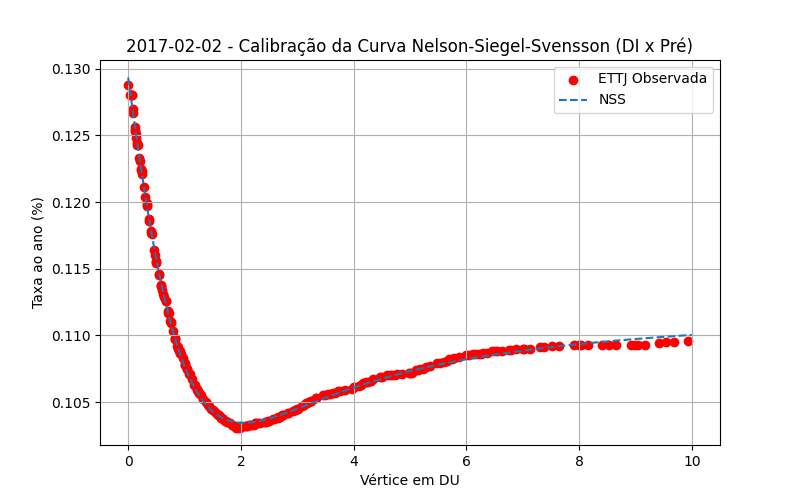 2017-02-02 - Calibração da Curva Nelson-Siegel-Svensson (DI x Pré)
ETTJ Observada
NSS
Taxa ao ano (%)
0.130
0.125
0.120
0.115
0.110
0.105
0 2 4 6 8 10
Vértice em DU